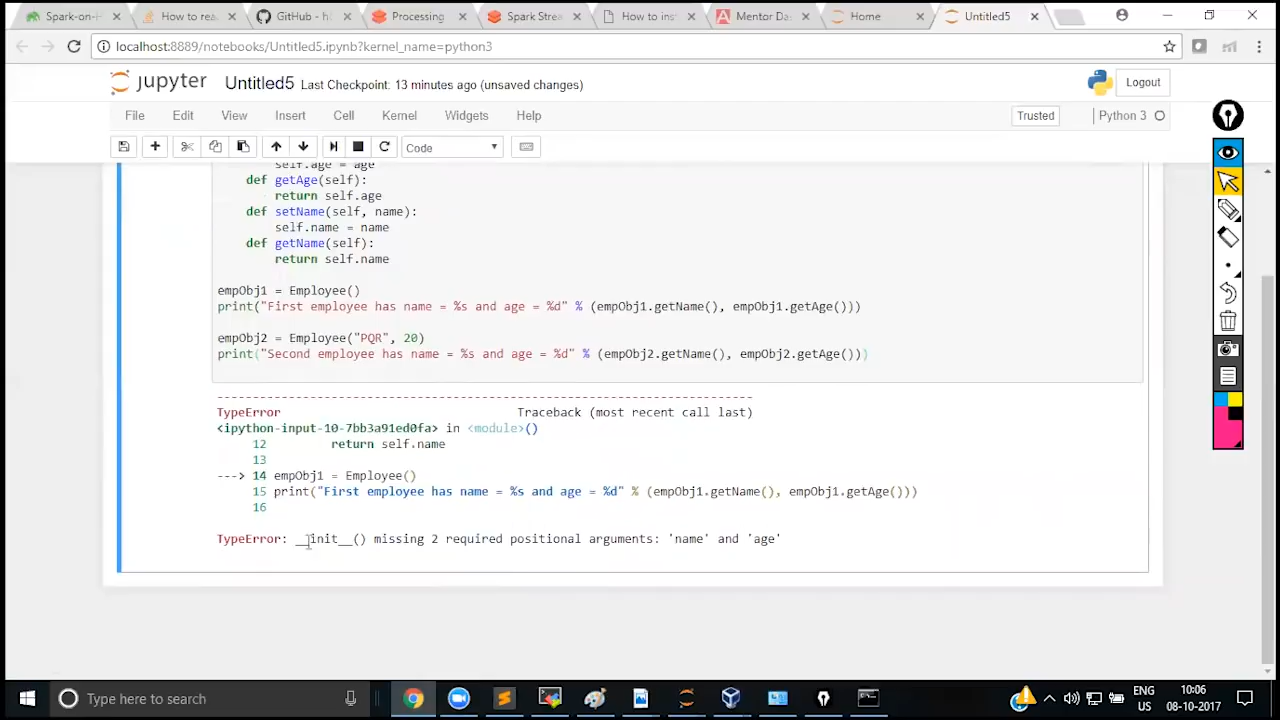 Spark-on-H
How to rea
GitHub - h
Processing
Spark Strea
How to inst
Mentor Da
Home
Untitled5
localhost:8889/notebooks/Untitled5.ipynb?kernel_name=python3
jupyter Untitled5 Last Checkpoint: 13 minutes ago (unsaved changes)
Logout
File Edit View Insert Cell Kernel Widgets Help
Trusted
Python 3
Code
self.age = age
def getAge(self):
return self.age
def setName(self, name):
self.name = name
def getName(self):
return self.name
empObj1 = Employee()
print("First employee has name = %s and age = %d" % (empObj1.getName(), empObj1.getAge()))
empObj2 = Employee("PQR", 20)
print("Second employee has name = %s and age = %d" % (empObj2.getName(), empObj2.getAge()))
---------------------------------------------------------------------------
TypeError Traceback (most recent call last)
<ipython-input-10-7bb3a91ed0fa> in <module>()
12 return self.name
13
---> 14 empObj1 = Employee()
15 print("First employee has name = %s and age = %d" % (empObj1.getName(), empObj1.getAge()))
16
TypeError: __init__() missing 2 required positional arguments: 'name' and 'age'
Type here to search
ENG
US
10:06
08-10-2017